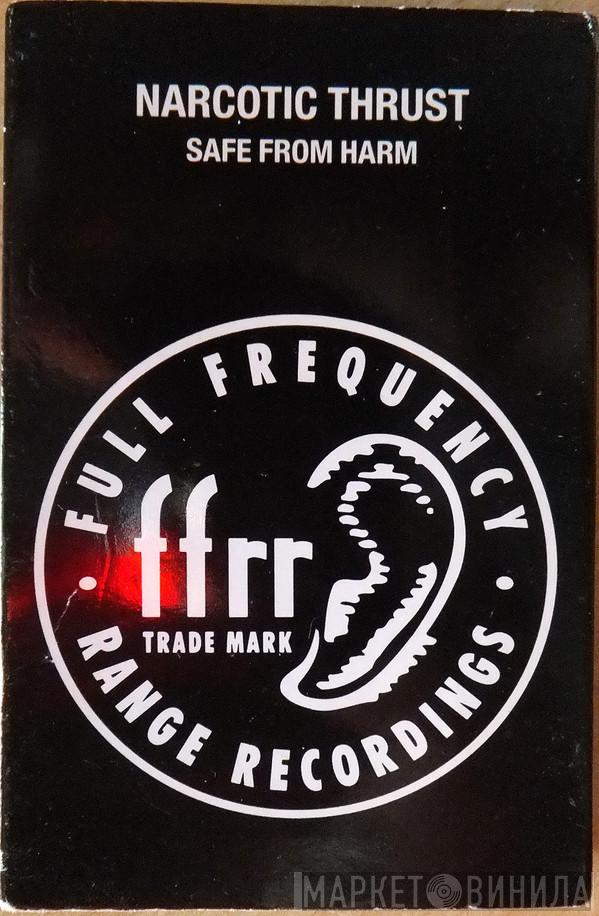 NARCOTIC THRUST
SAFE FROM HARM
FULL FREQUENCY
ffrr
TRADE MARK
RANGE RECORDINGS
МАРКЕТ ВИНИЛА